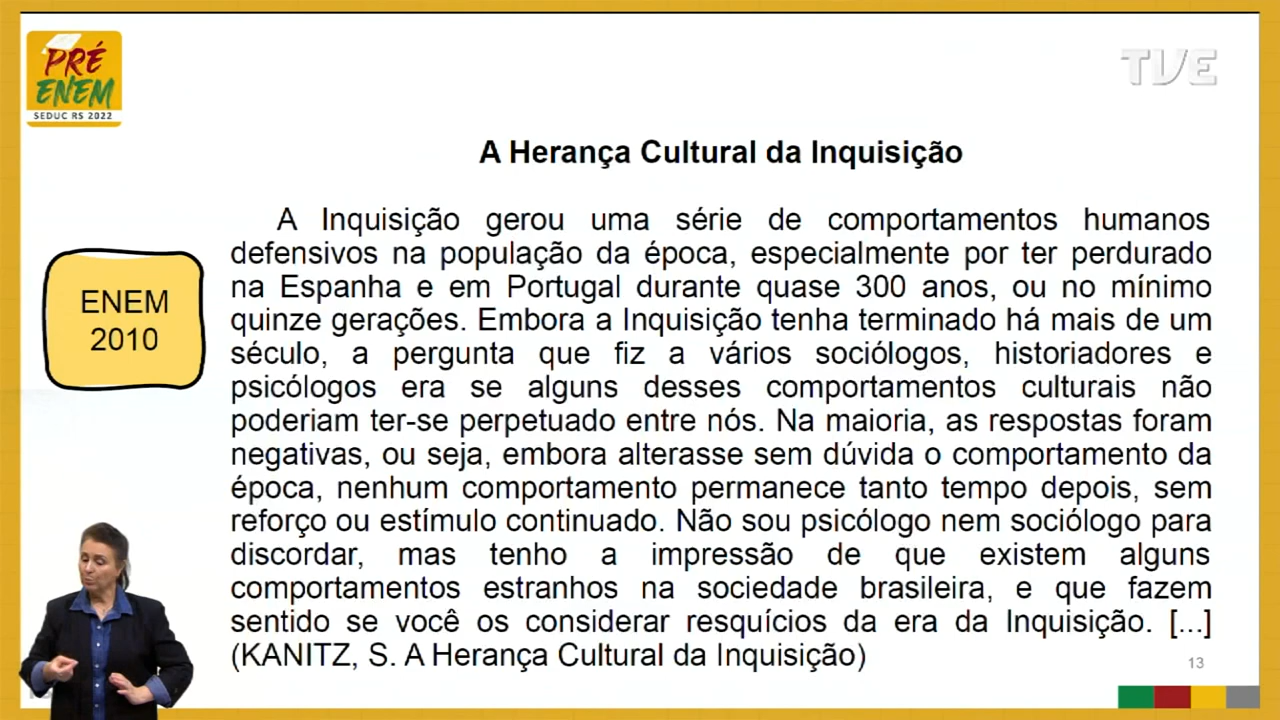 PRÉ
ENEM
SEDUC RS 2022
TVE
A Herança Cultural da Inquisição
A Inquisição gerou uma série de comportamentos humanos
defensivos na população da época, especialmente por ter perdurado
na Espanha e em Portugal durante quase 300 anos, ou no mínimo
quinze gerações. Embora a Inquisição tenha terminado há mais de um
século, a pergunta que fiz a vários sociólogos, historiadores e
psicólogos era se alguns desses comportamentos culturais não
poderiam ter-se perpetuado entre nós. Na maioria, as respostas foram
negativas, ou seja, embora alterasse sem dúvida o comportamento da
época, nenhum comportamento permanece tanto tempo depois, sem
reforço ou estímulo continuado. Não sou psicólogo nem sociólogo para
discordar, mas tenho a impressão de que existem alguns
comportamentos estranhos na sociedade brasileira, e que fazem
sentido se você os considerar resquícios da era da Inquisição. [...]
(KANITZ, S. A Herança Cultural da Inquisição)
ENEM
2010
13